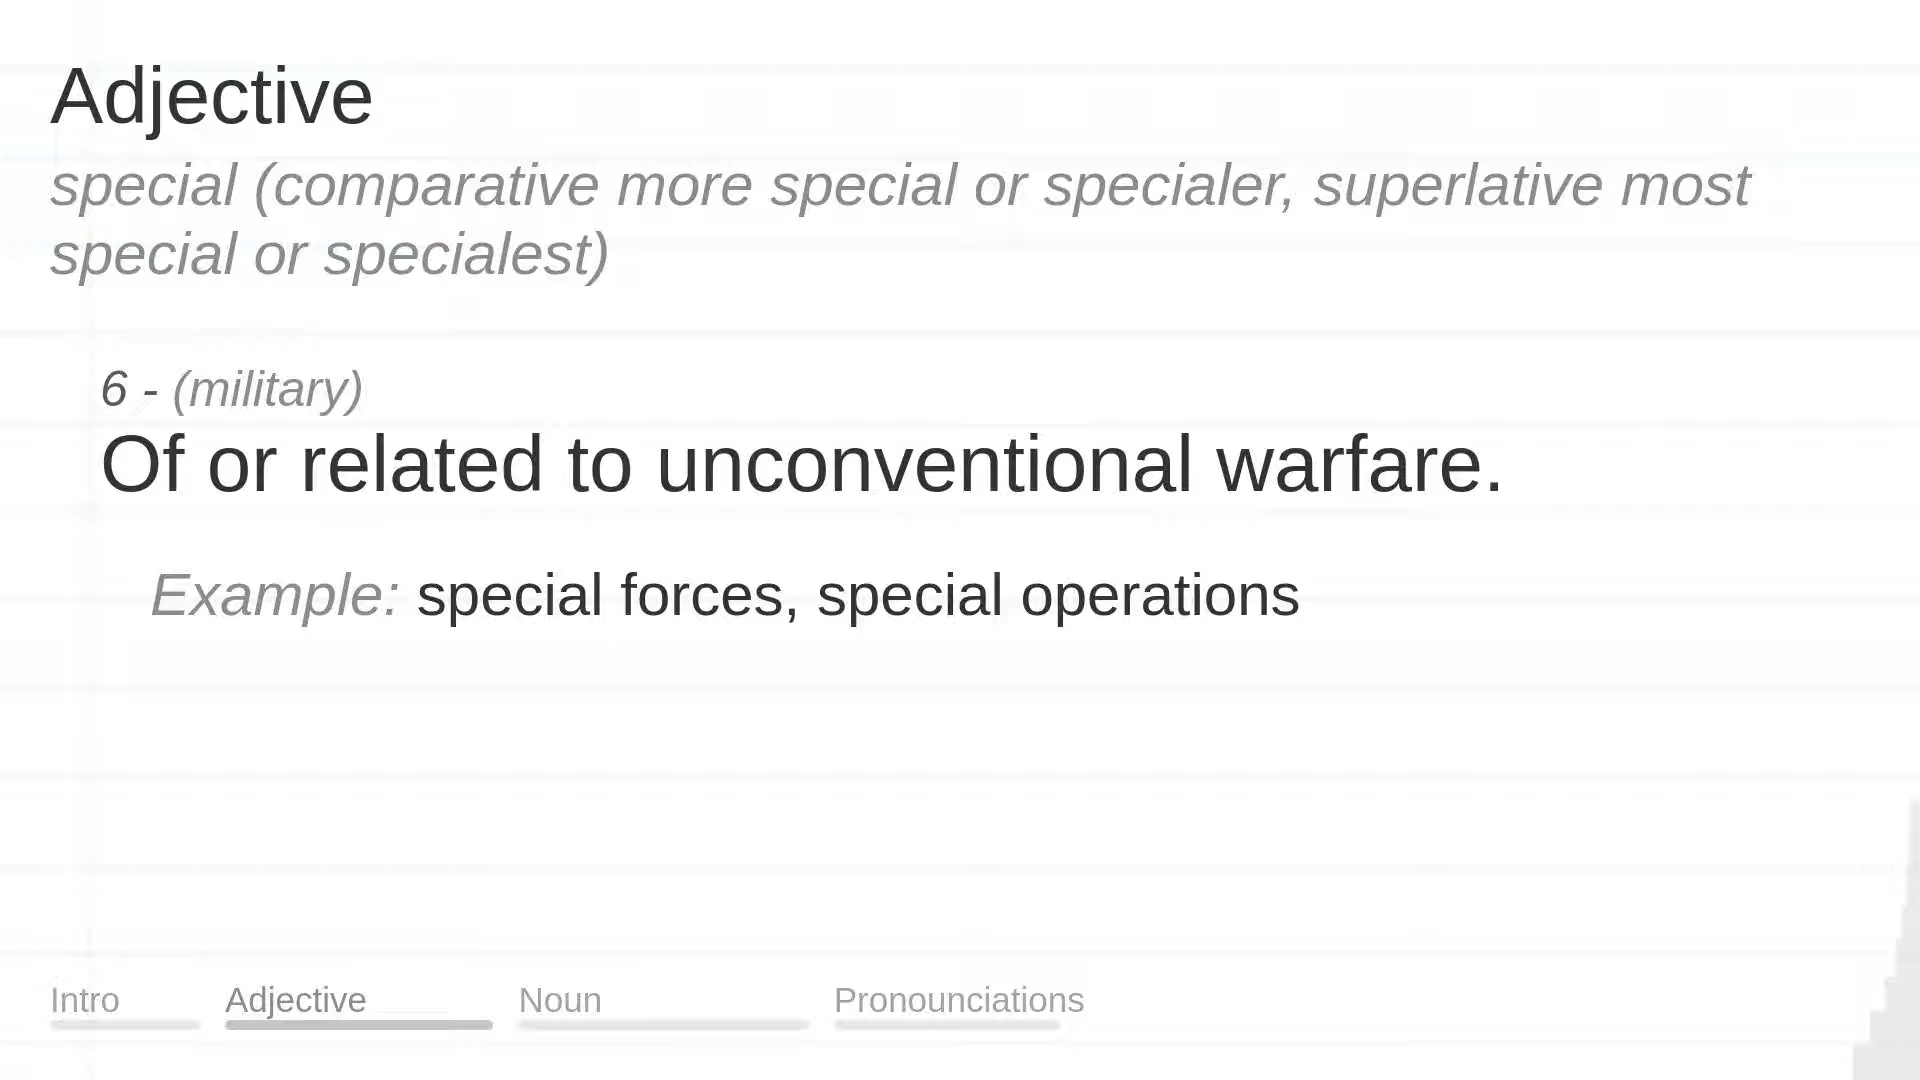 Adjective
special (comparative more special or specialer, superlative most
special or specialest)
6 - (military)
Of or related to unconventional warfare.
Example: special forces, special operations
Intro Adjective Noun Pronounciations